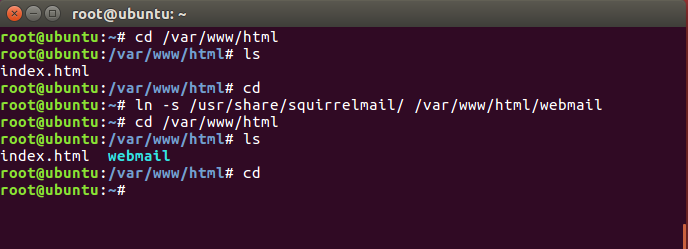 root@ubuntu: ~
root@ubuntu:~# cd /var/www/html
root@ubuntu:/var/www/html# ls
index.html
root@ubuntu:/var/www/html# cd
root@ubuntu:~# ln -s /usr/share/squirrelmail/ /var/www/html/webmail
root@ubuntu:~# cd /var/www/html
root@ubuntu:/var/www/html# ls
index.html  webmail
root@ubuntu:/var/www/html# cd
root@ubuntu:~#